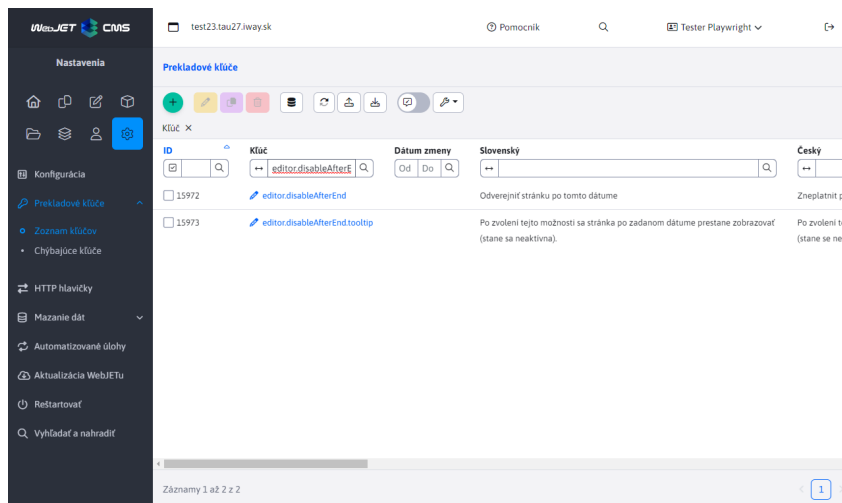 WebJET CMS
test23.tau27.iway.sk
Pomocník
Tester Playwright
Nastavenia
Konfigurácia
Prekladové kľúče
Zoznam kľúčov
Chýbajúce kľúče
HTTP hlavičky
Mazanie dát
Automatizované úlohy
Aktualizácia WebJETu
Reštartovať
Vyhľadať a nahradiť
Prekladové kľúče
Kľúč ×
ID Kľúč Dátum zmeny Slovenský Český
editor.disableAfterE Od Do
15972 editor.disableAfterEnd Odverejniť stránku po tomto dátume Zneplatnit
15973 editor.disableAfterEnd.tooltip Po zvolení tejto možnosti sa stránka po zadanom dátume prestane zobrazovať Po zvolení
(stane sa neaktívna). (stane se
Záznamy 1 až 2 z 2
1